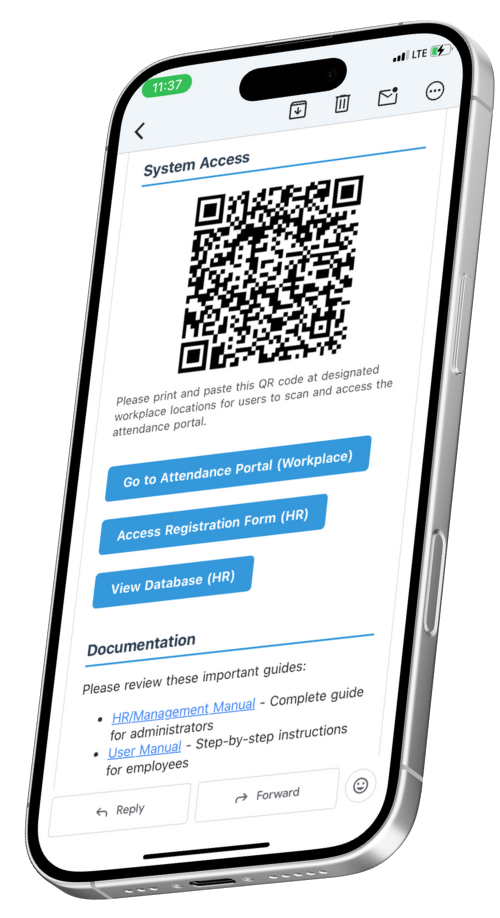 11:37
LTE
System Access
Please print and paste this QR code at designated
workplace locations for users to scan and access the
attendance portal.
Go to Attendance Portal (Workplace)
Access Registration Form (HR)
View Database (HR)
Documentation
Please review these important guides:
• HR/Management Manual - Complete guide
for administrators
• User Manual - Step-by-step instructions
for employees
Reply
Forward